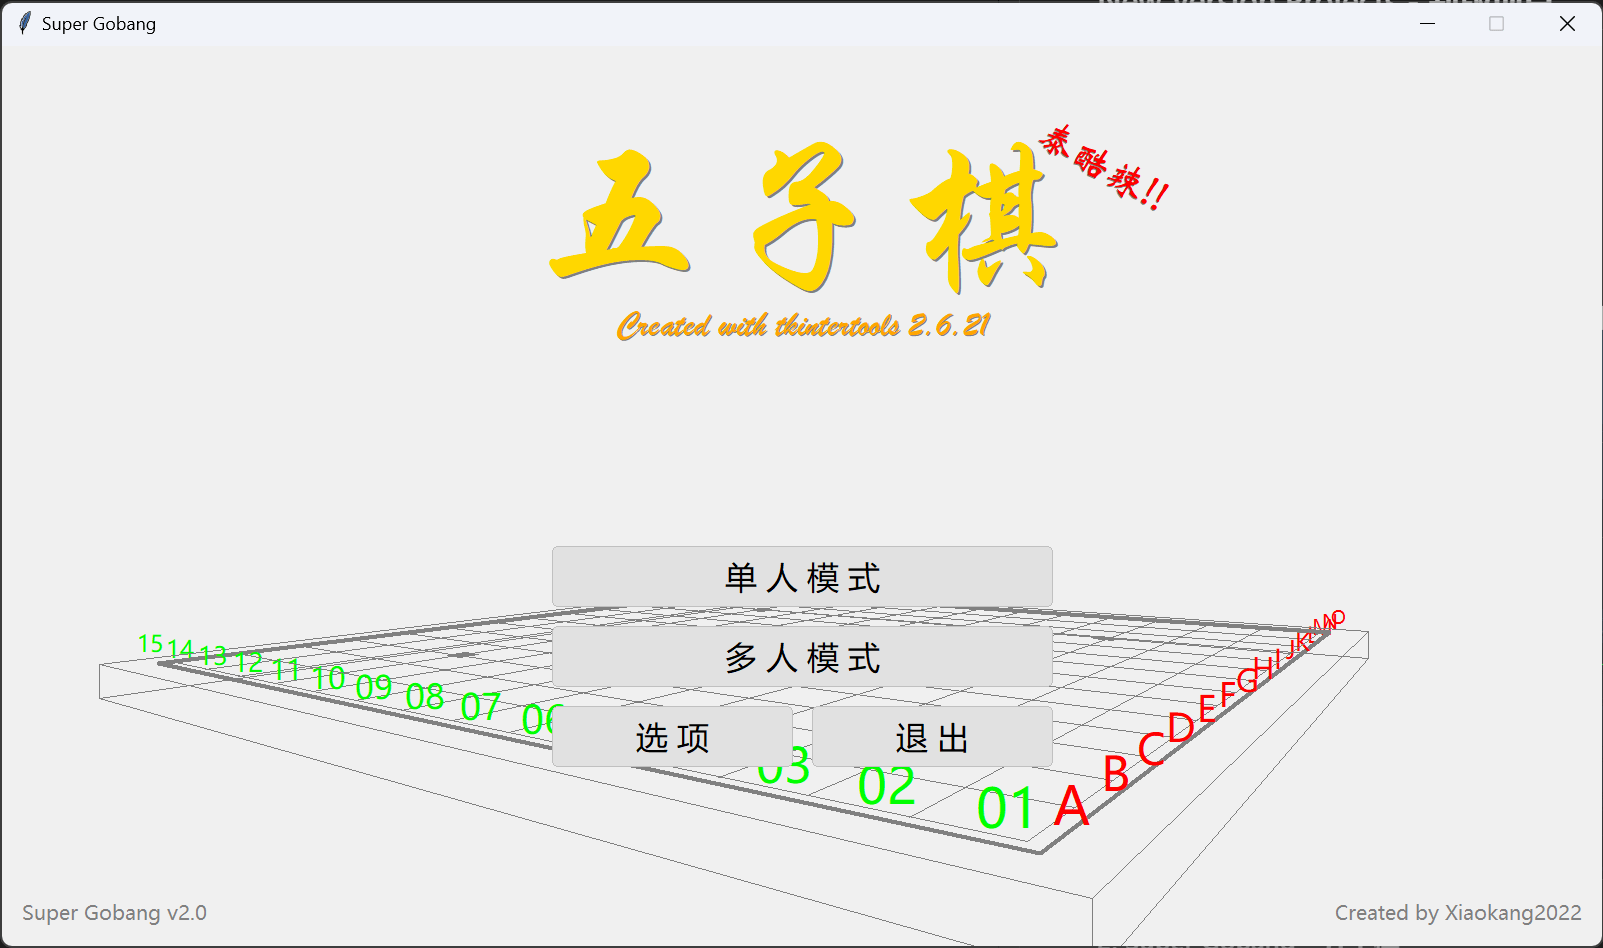 Super Gobang
五子棋
泰酷辣!!
Created with tkintertools 2.6.21
单人模式
多人模式
选项
退出
15 14 13 12 11 10 09 08 07 06 03 02 01
A B C D E F G H I J K L M N O
Super Gobang v2.0
Created by Xiaokang2022